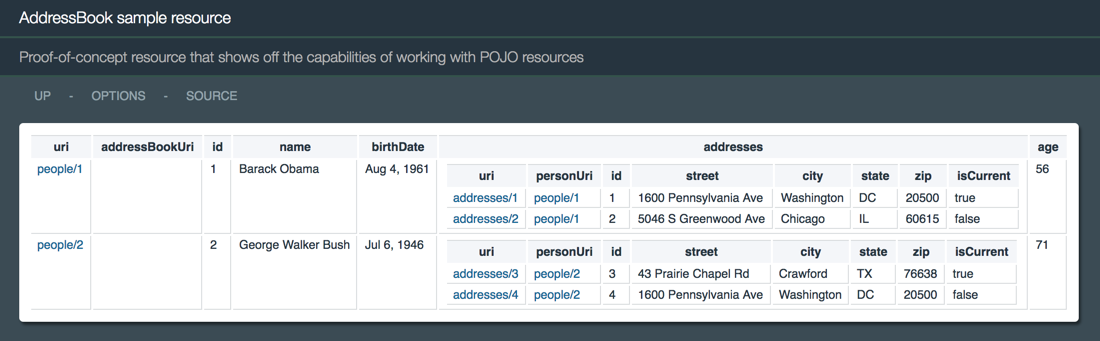 AddressBook sample resource
Proof-of-concept resource that shows off the capabilities of working with POJO resources
UP - OPTIONS - SOURCE
uri addressBookUri id name birthDate addresses age
people/1 1 Barack Obama Aug 4, 1961 56
uri personUri id street city state zip isCurrent
addresses/1 people/1 1 1600 Pennsylvania Ave Washington DC 20500 true
addresses/2 people/1 2 5046 S Greenwood Ave Chicago IL 60615 false
people/2 2 George Walker Bush Jul 6, 1946 71
uri personUri id street city state zip isCurrent
addresses/3 people/2 3 43 Prairie Chapel Rd Crawford TX 76638 true
addresses/4 people/2 4 1600 Pennsylvania Ave Washington DC 20500 false